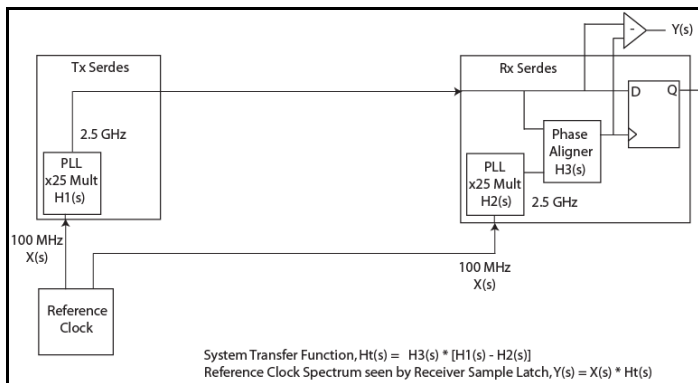 Y(s)
-
Tx Serdes
Rx Serdes
D
Q
2.5 GHz
PLL
x25 Mult
H1(s)
Phase
Aligner
H3(s)
PLL
x25 Mult
H2(s)
2.5 GHz
100 MHz
X(s)
100 MHz
X(s)
Reference
Clock
System Transfer Function, Ht(s) = H3(s) * [H1(s) - H2(s)]
Reference Clock Spectrum seen by Receiver Sample Latch, Y(s) = X(s) * Ht(s)